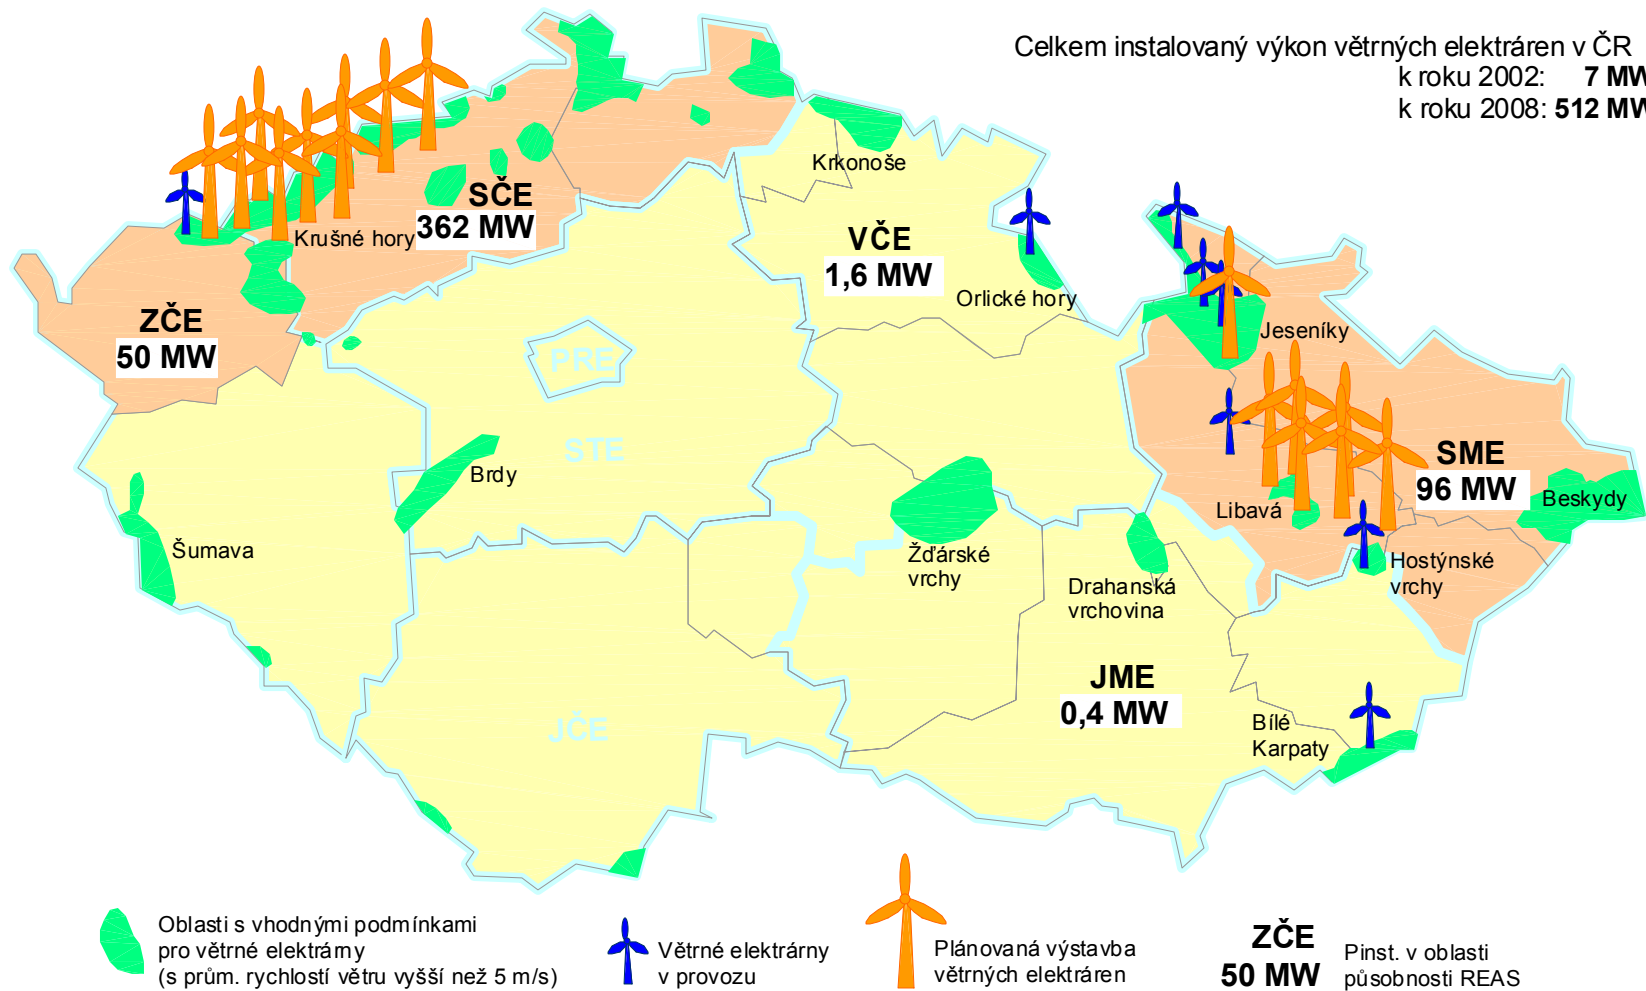 Celkem instalovaný výkon větrných elektráren v ČR
k roku 2002: 7 MW
k roku 2008: 512 MW
Krkonoše
SČE
362 MW
Krušné hory
VČE
1,6 MW
Orlické hory
ZČE
50 MW
PRE
Jeseníky
STE
Brdy
SME
96 MW
Beskydy
Libavá
Šumava
Žďárské
vrchy
Drahanská
vrchovina
Hostýnské
vrchy
JME
0,4 MW
JČE
Bílé
Karpaty
Oblasti s vhodnými podmínkami
pro větrné elektrárny
(s prům. rychlostí větru vyšší než 5 m/s)
Větrné elektrárny
v provozu
Plánovaná výstavba
větrných elektráren
ZČE
50 MW
Pinst. v oblasti
působnosti REAS